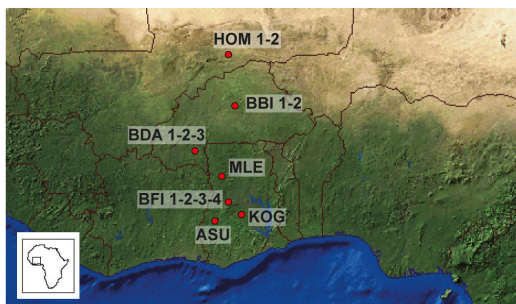 HOM 1-2
BBI 1-2
BDA 1-2-3
MLE
BFI 1-2-3-4
KOG
ASU